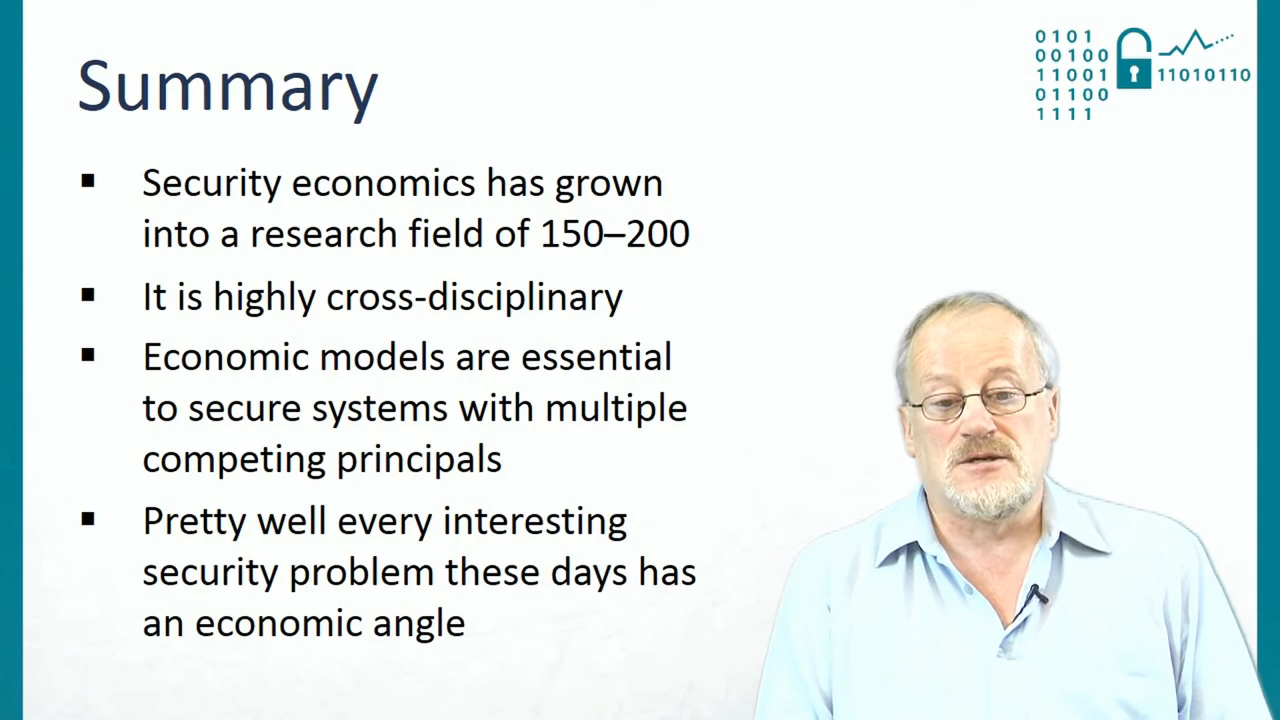 Summary
0101
00100
11001
01100
1111
11010110
Security economics has grown
into a research field of 150–200
It is highly cross-disciplinary
Economic models are essential
to secure systems with multiple
competing principals
Pretty well every interesting
security problem these days has
an economic angle